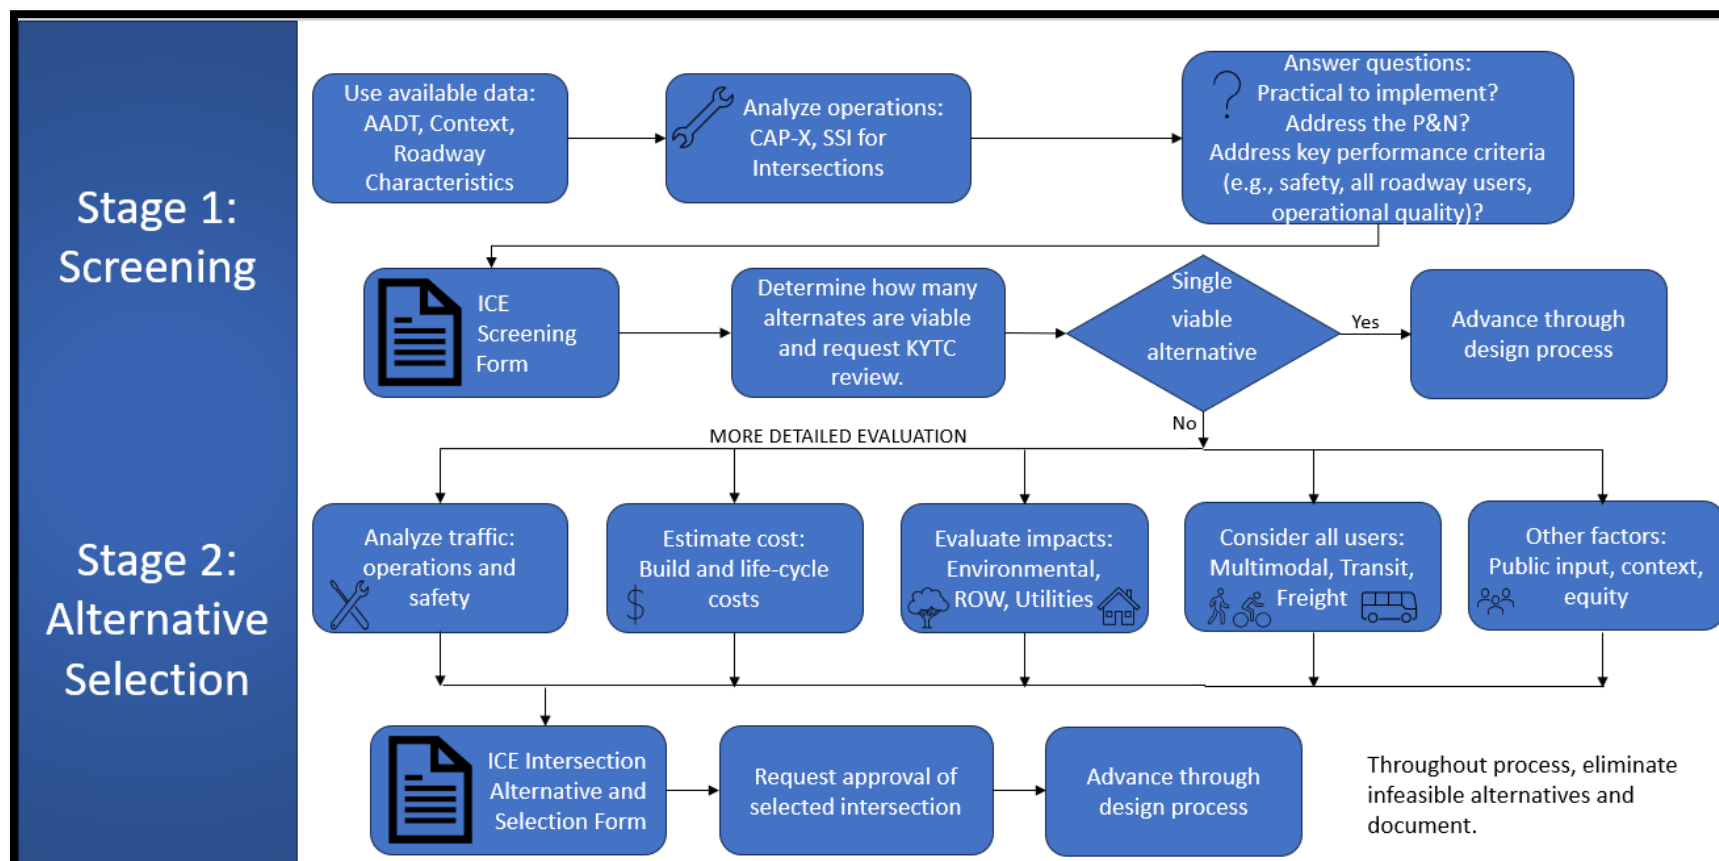 Stage 1:
Screening
Use available data:
AADT, Context,
Roadway
Characteristics
Analyze operations:
CAP-X, SSI for
Intersections
?
Answer questions:
Practical to implement?
Address the P&N?
Address key performance criteria
(e.g., safety, all roadway users,
operational quality)?
ICE
Screening
Form
Determine how many
alternates are viable
and request KYTC
review.
Single
viable
alternative
Yes
Advance through
design process
No
MORE DETAILED EVALUATION
Stage 2:
Alternative
Selection
Analyze traffic:
operations and
safety
Estimate cost:
Build and life-cycle
costs
$
Evaluate impacts:
Environmental,
ROW, Utilities
Consider all users:
Multimodal, Transit,
Freight
Other factors:
Public input, context,
equity
ICE Intersection
Alternative and
Selection Form
Request approval of
selected intersection
Advance through
design process
Throughout process, eliminate
infeasible alternatives and
document.